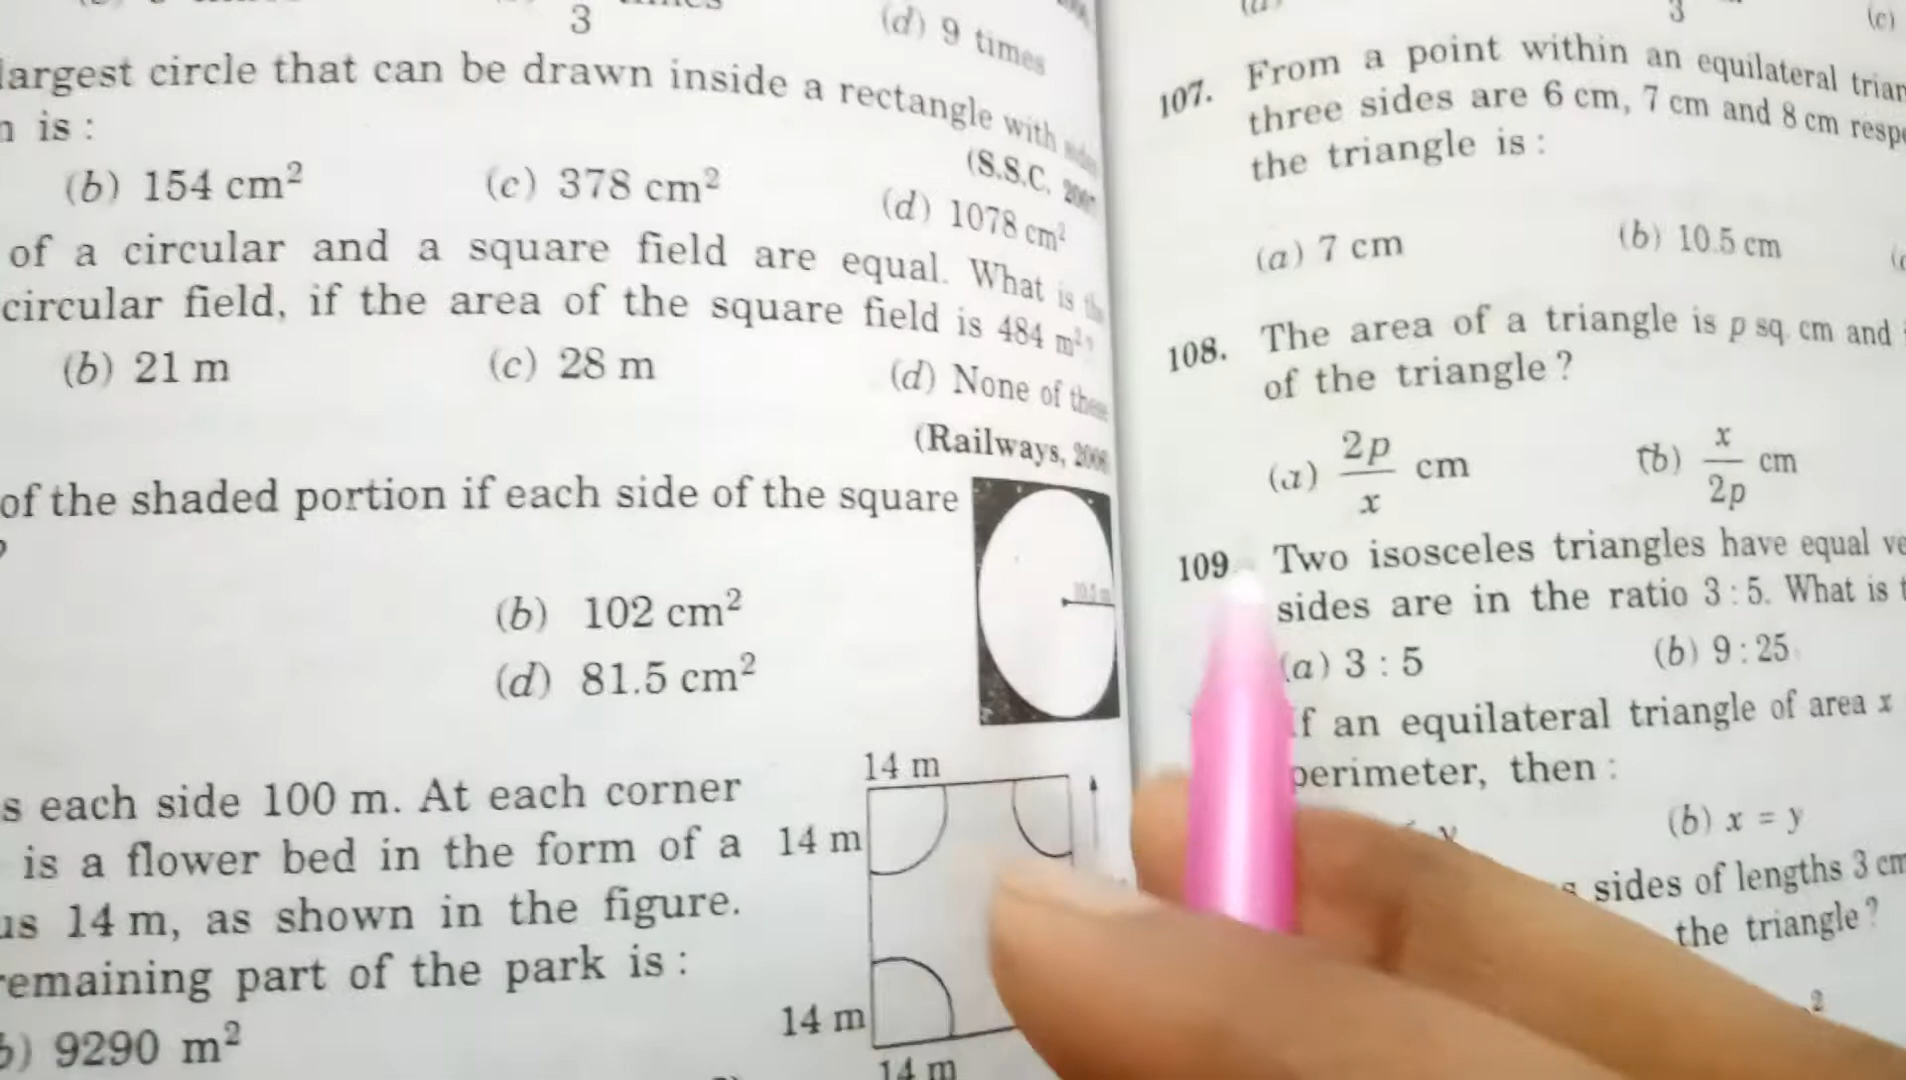 3
(d) 9 times
largest circle that can be drawn inside a rectangle with
is :
(b) 154 cm² (c) 378 cm² (d) 1078 cm²
(S.S.C.
of a circular and a square field are equal. What is
circular field, if the area of the square field is 484 m²
(b) 21 m (c) 28 m (d) None of these
(Railways,
of the shaded portion if each side of the square
(b) 102 cm²
(d) 81.5 cm²
14 m
s each side 100 m. At each corner
is a flower bed in the form of a 14 m
us 14 m, as shown in the figure.
remaining part of the park is :
14 m
b) 9290 m²
14 m
3 (c)
107. From a point within an equilateral
three sides are 6 cm, 7 cm and 8 cm
the triangle is :
(a) 7 cm (b) 10.5 cm
108. The area of a triangle is p sq. cm and
of the triangle ?
(a) 2p/x cm (b) x/2p cm
109 Two isosceles triangles have equal
sides are in the ratio 3 : 5. What is
(a) 3 : 5 (b) 9 : 25
If an equilateral triangle of area x
perimeter, then :
(b) x = y
sides of lengths 3 cm
the triangle ?
2